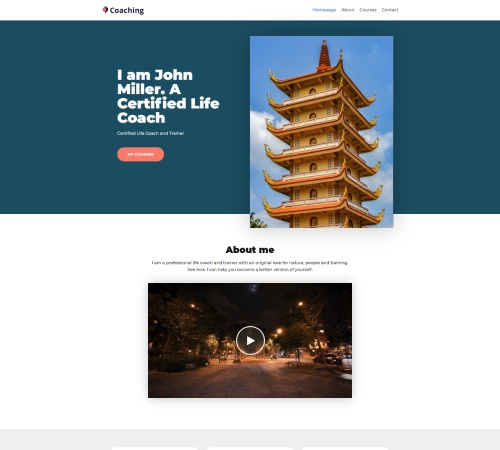 Coaching
Homepage About Courses Contact
I am John
Miller. A
Certified Life
Coach
Certified Life Coach and Trainer
MY COURSES
About me
I am a professional life coach and trainer with an original love for nature, people and training.
See how I can help you become a better version of yourself.